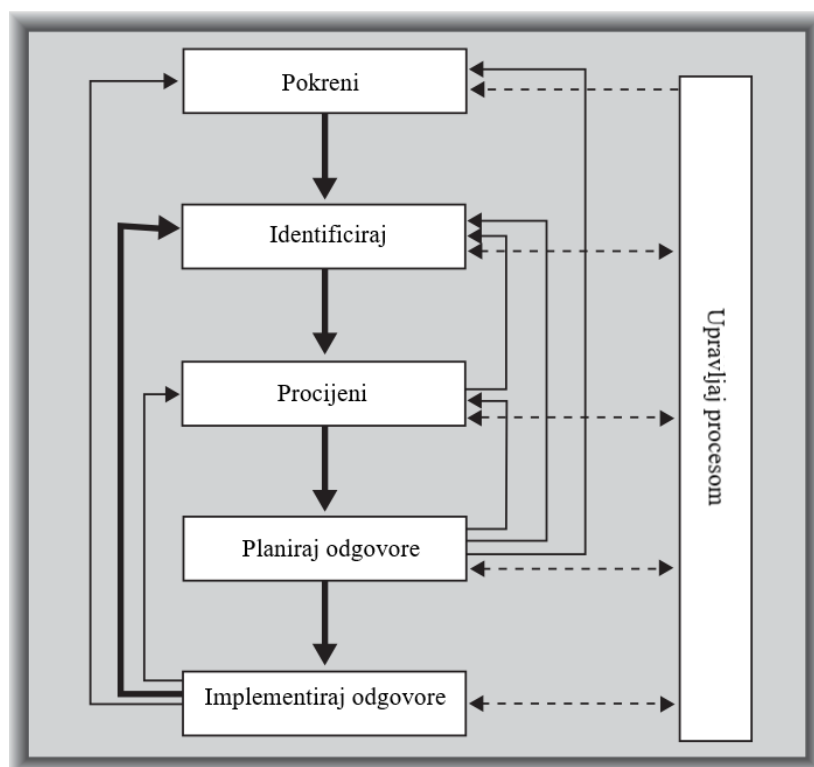 Pokreni
Identificiraj
Procijeni
Planiraj odgovore
Implementiraj odgovore
Upravljaj procesom